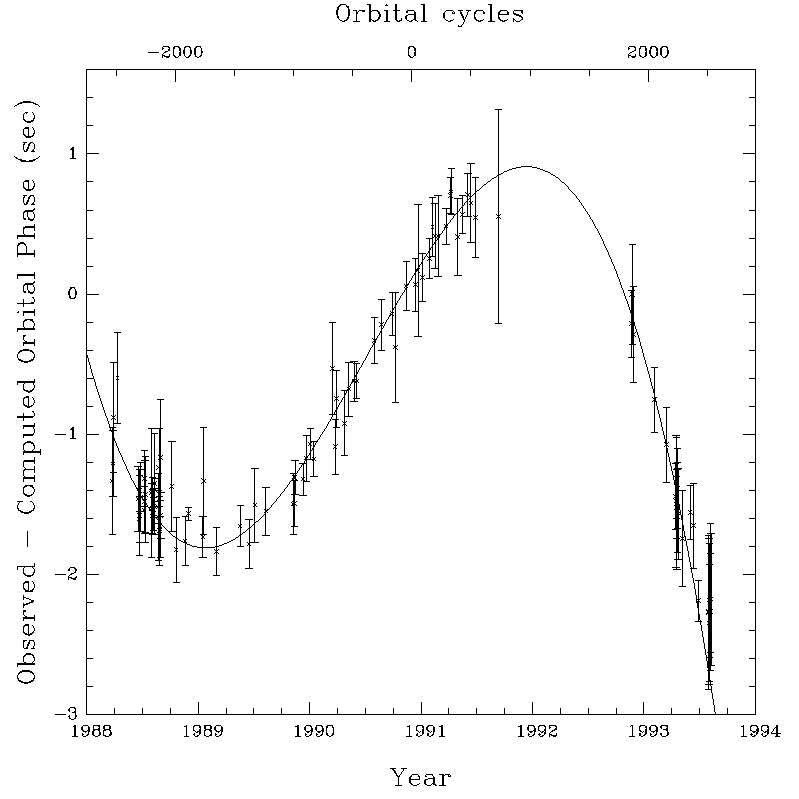 Orbital cycles
−2000 0 2000
Observed − Computed Orbital Phase (sec)
1
0
−1
−2
−3
1988 1989 1990 1991 1992 1993 1994
Year